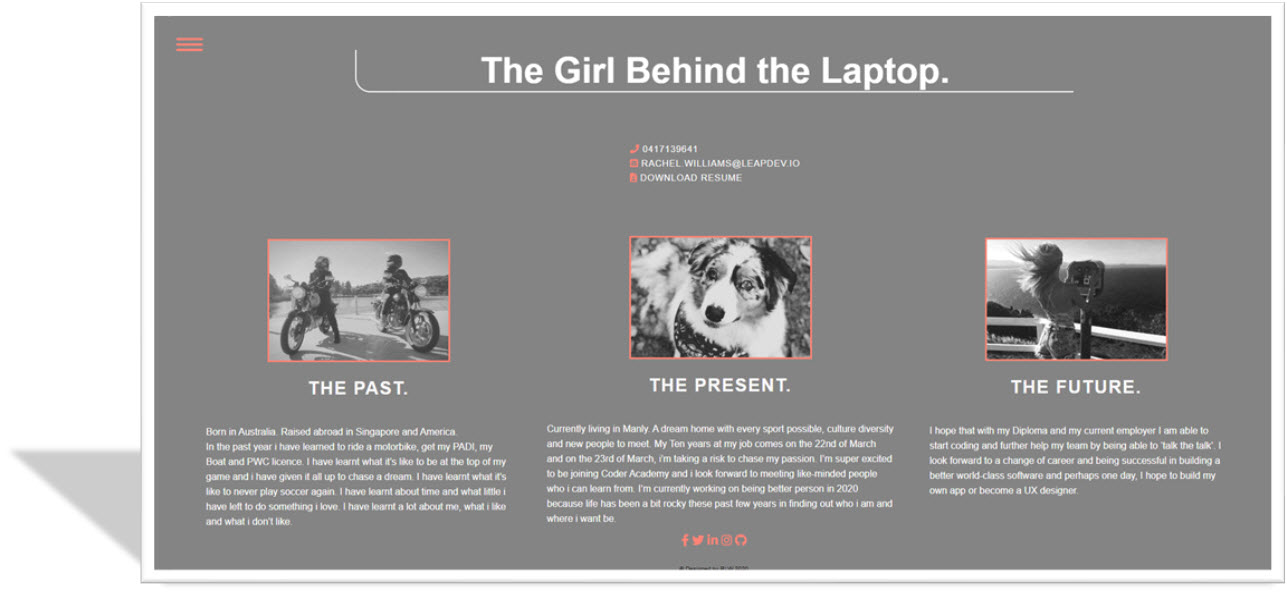 The Girl Behind the Laptop.
0417139641
RACHEL.WILLIAMS@LEAPDEV.IO
DOWNLOAD RESUME
THE PAST.
Born in Australia. Raised abroad in Singapore and America.
In the past year i have learned to ride a motorbike, get my PADI, my
Boat and PWC licence. I have learnt what it's like to be at the top of my
game and i have given it all up to chase a dream. I have learnt what it's
like to never play soccer again. I have learnt about time and what little i
have left to do something i love. I have learnt a lot about me, what i like
and what i don't like.
THE PRESENT.
Currently living in Manly. A dream home with every sport possible, culture diversity
and new people to meet. My Ten years at my job comes on the 22nd of March
and on the 23rd of March, i'm taking a risk to chase my passion. I'm super excited
to be joining Coder Academy and i look forward to meeting like-minded people
who i can learn from. I'm currently working on being better person in 2020
because life has been a bit rocky these past few years in finding out who i am and
where i want be.
THE FUTURE.
I hope that with my Diploma and my current employer I am able to
start coding and further help my team by being able to 'talk the talk'. I
look forward to a change of career and being successful in building a
better world-class software and perhaps one day, I hope to build my
own app or become a UX designer.
© Designed by RLW 2020